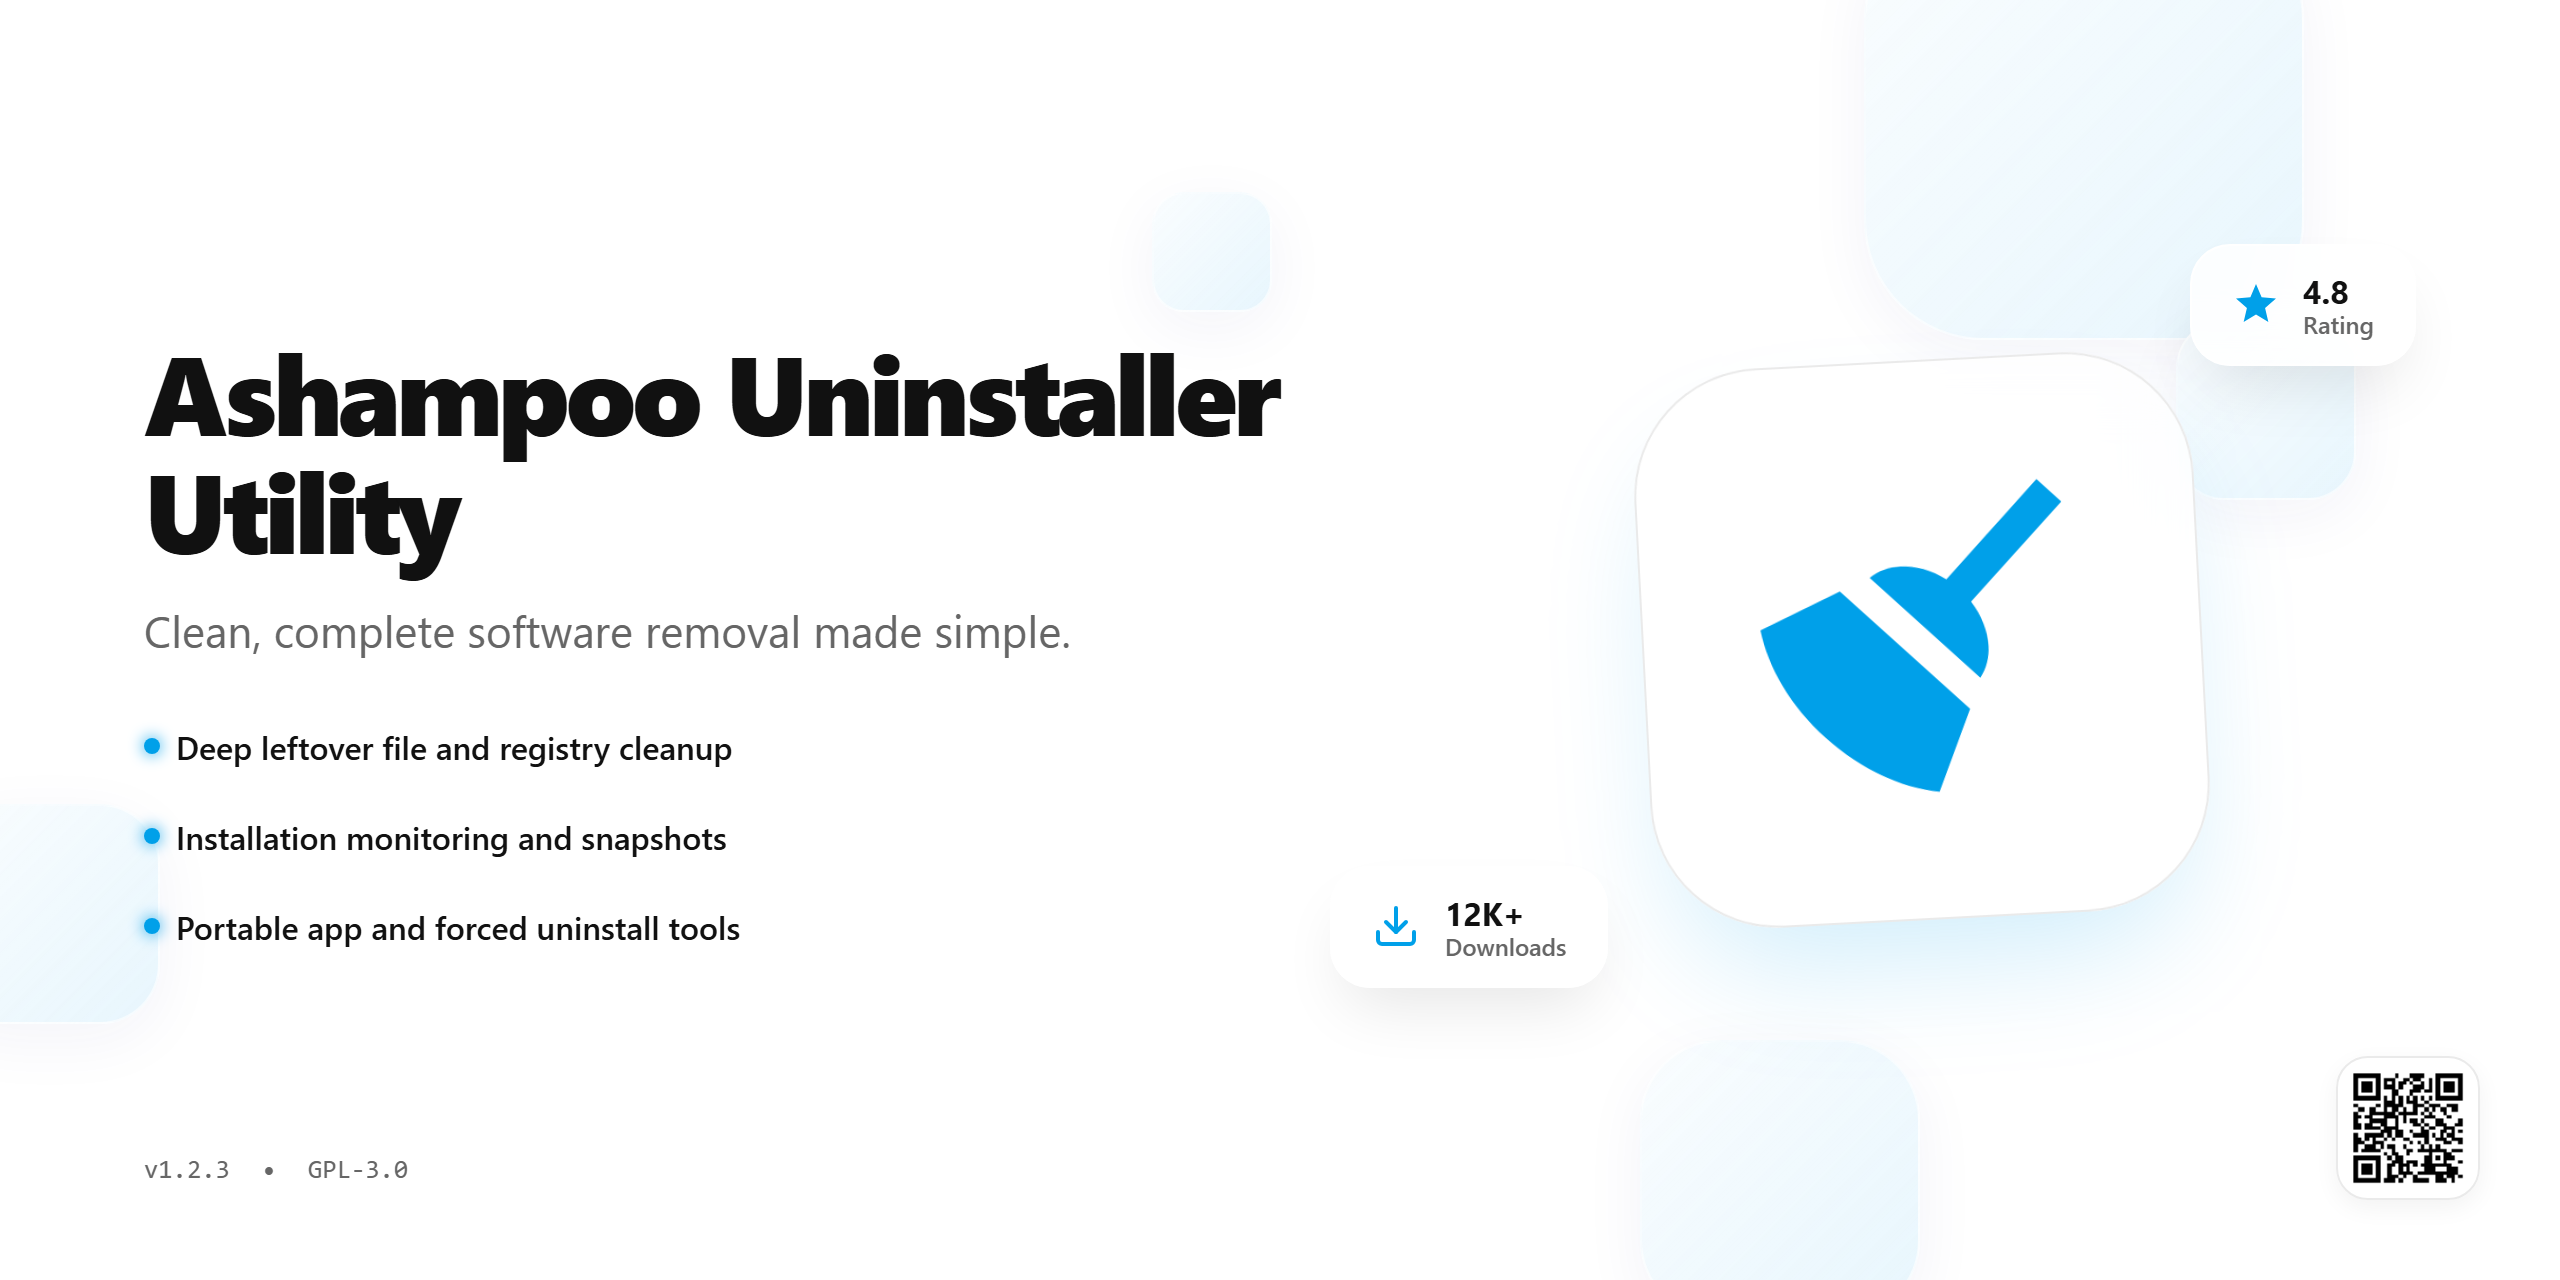 Ashampoo Uninstaller
Utility
Clean, complete software removal made simple.
Deep leftover file and registry cleanup
Installation monitoring and snapshots
Portable app and forced uninstall tools
v1.2.3 • GPL-3.0
4.8
Rating
12K+
Downloads